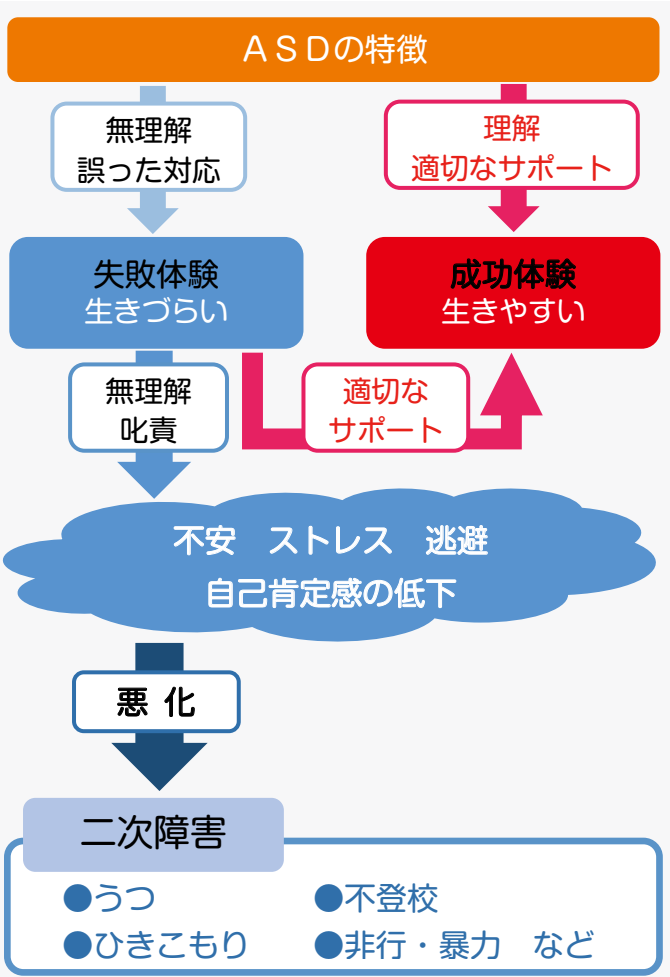 ＡＳＤの特徴
無理解
誤った対応
理解
適切なサポート
失敗体験
生きづらい
成功体験
生きやすい
無理解
叱責
適切な
サポート
不安　ストレス　逃避
自己肯定感の低下
悪 化
二次障害
●うつ
●不登校
●ひきこもり
●非行・暴力　など